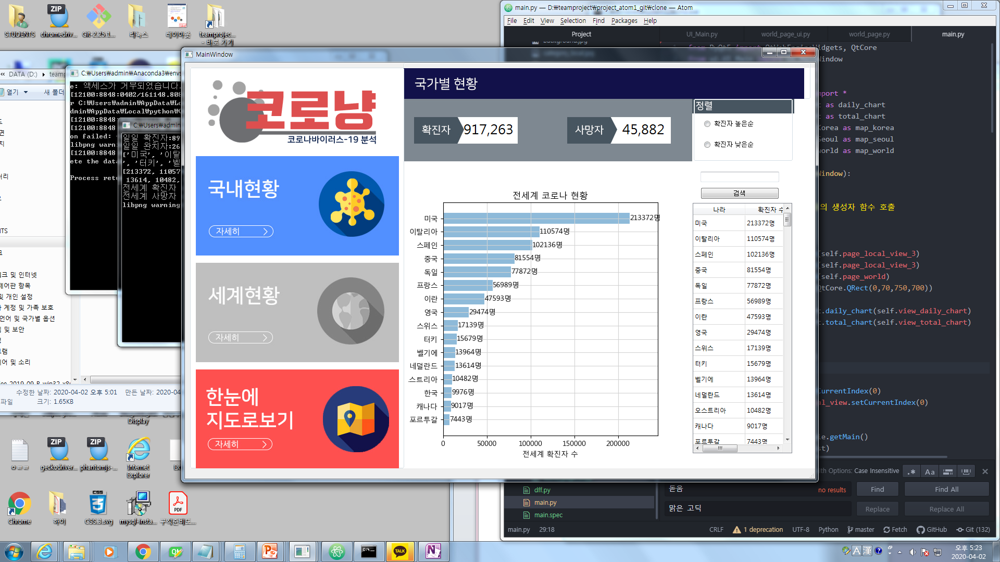 STUDENTS
ZIP
chromedriv...
Git-2.25.1...
리눅스
레이아웃
teamprojec... - 바로 가기
main.py — D:₩teamproject₩project_atom1_git₩clone — Atom
File Edit View Selection Find Packages Help
Project
UI_Main.py
world_page_ui.py
world_page.py
main.py
background.jpg
MainWindow
DATA (D:)
열기
새 폴더
C:₩Users₩admin₩Anaconda3₩envs
e: 액세스가 거부되었습니다.
[12100:8848:0402/161148.808
r C:₩Users₩admin₩AppData₩Lo
dmin₩AppData₩Local₩python₩Q
[12100:8848:
[12100:8848:
on failed: -
libpng warni
[12100:8848
ete the data
Process retu
C:₩Users₩admin
일일 확진자:89
일일 완치자:26
['미국', '이탈
', '터키', '벨
[213372, 11057
13614, 10482,
전세계 확진자
전세계 사망자
libpng warning
코로냥
코로나바이러스-19 분석
국내현황
자세히
세계현황
자세히
한눈에
지도로보기
자세히
국가별 현황
확진자 917,263
사망자 45,882
정렬
확진자 높은순
확진자 낮은순
검색
전세계 코로나 현황
미국 213372명
이탈리아 110574명
스페인 102136명
중국 81554명
독일 77872명
프랑스 56989명
이란 47593명
영국 29474명
스위스 17139명
터키 15679명
벨기에 13964명
네덜란드 13614명
스트리아 10482명
한국 9976명
캐나다 9017명
포르투갈 7443명
0 50000 100000 150000 200000
전세계 확진자 수
나라 확진자 수
미국 213372명
이탈리아 110574명
스페인 102136명
중국 81554명
독일 77872명
프랑스 56989명
이란 47593명
영국 29474명
스위스 17139명
터키 15679명
벨기에 13964명
네덜란드 13614명
오스트리아 10482명
캐나다 9017명
포르투갈 7443명
idgets, QtCore
import *
t as daily_chart
t as total_chart
Korea as map_korea
Seoul as map_seoul
world as map_world
Window):
의 생성자 함수 호출
(self.page_local_view_3)
(self.page_local_view_3)
(self.page_world)
QtCore.QRect(0,70,750,700))
t.daily_chart(self.view_daily_chart)
t.total_chart(self.view_total_chart)
CurrentIndex(0)
al_view.setCurrentIndex(0)
le.getMain()
t)
크 및 인터넷
제어판 항목
및 개인 설정
계정 및 가족 보호
언어 및 국가별 옵션
및 보안
어 및 소리
수정한 날짜: 2020-04-02 오후 5:01 만든 날짜: 2020-04
파일 크기: 1.65KB
Display
ㅇㄹㄹ
ZIP
geckodriver...
ZIP
phantomjs-...
Internet Explorer
Chrome
하이
CSS
CSS 3.svg
mysql-insta...
PDF
구직준비도...
dff.py
main.py
main.spec
th Options: Case Insensitive
.* Aa
돋움
no results
Find
Find All
맑은 고딕
Replace
Replace All
main.py 29:18
CRLF 1 deprecation UTF-8 Python master Fetch GitHub Git (132)
TALK
A 漢
오후 5:23
2020-04-02